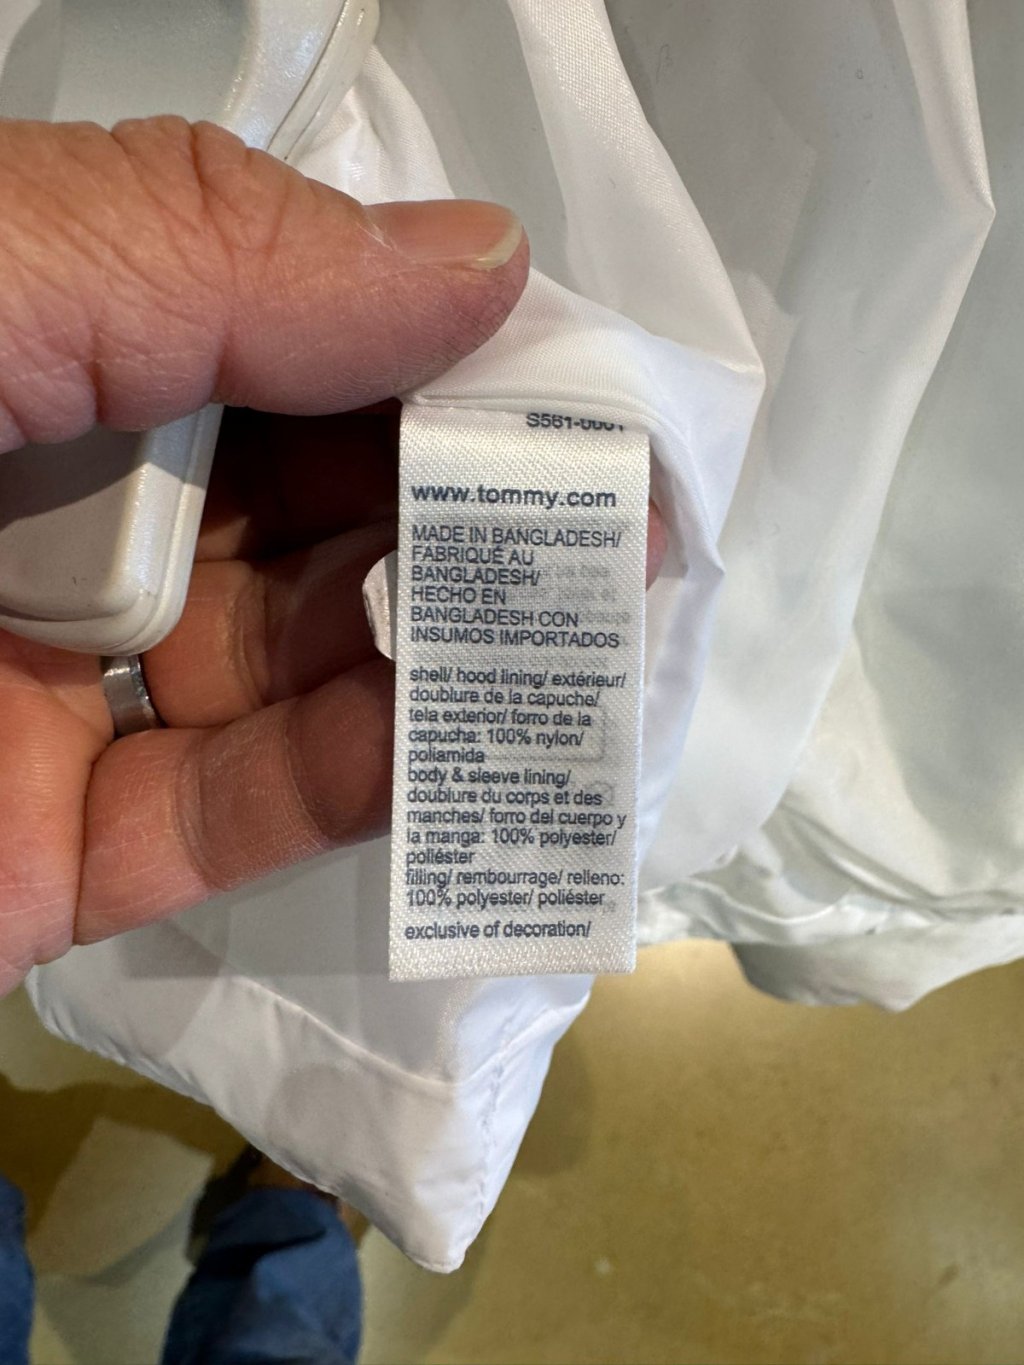 www.tommy.com
MADE IN BANGLADESH/
FABRIQUÉ AU
BANGLADESH/
HECHO EN
BANGLADESH CON
INSUMOS IMPORTADOS
shell/ hood lining/ extérieur/
doublure de la capuche/
tela exterior/ forro de la
capucha: 100% nylon/
poliamida
body & sleeve lining/
doublure du corps et des
manches/ forro del cuerpo y
la manga: 100% polyester/
poliéster
filling/ rembourrage/ relleno:
100% polyester/ poliéster
exclusive of decoration/